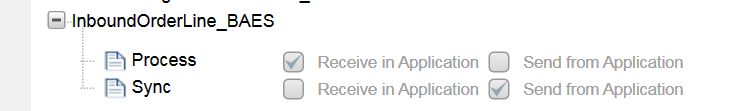 InboundOrderLine_BAES
Process Receive in Application Send from Application
Sync Receive in Application Send from Application